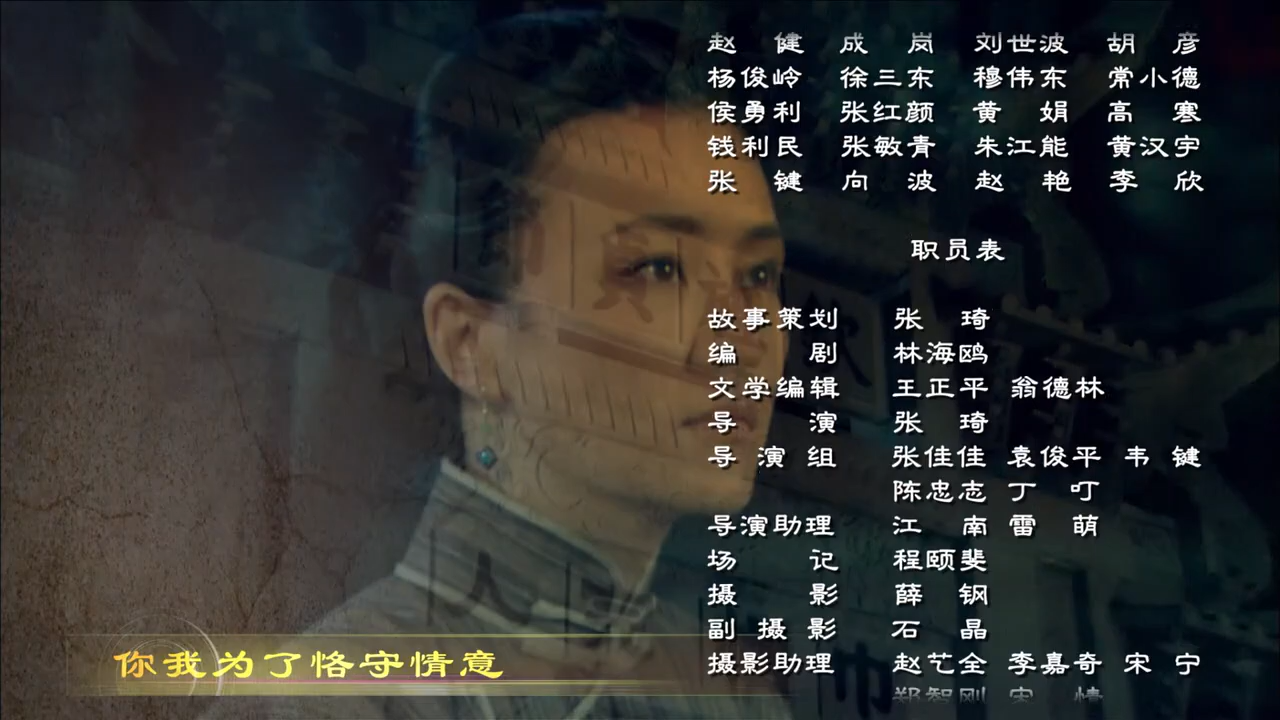 赵健 成岗 刘世波 胡彦
杨俊岭 徐三东 穆伟东 常小德
侯勇利 张红颜 黄娟 高寒
钱利民 张敏青 朱江能 黄汉宇
张键 向波 赵艳 李欣
职员表
故事策划 张琦
编剧 林海鸥
文学编辑 王正平 翁德林
导演 张琦
导演组 张佳佳 袁俊平 韦键
陈忠志 丁叮
导演助理 江南 雷萌
场记 程颐斐
摄影 薛钢
副摄影 石晶
摄影助理 赵艺全 李嘉奇 宋宁
你我为了恪守情意